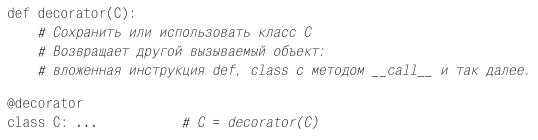 def decorator(C):
    # Сохранить или использовать класс C
    # Возвращает другой вызываемый объект:
    # вложенная инструкция def, class с методом __call__ и так далее.
@decorator
class C: ...          # C = decorator(C)